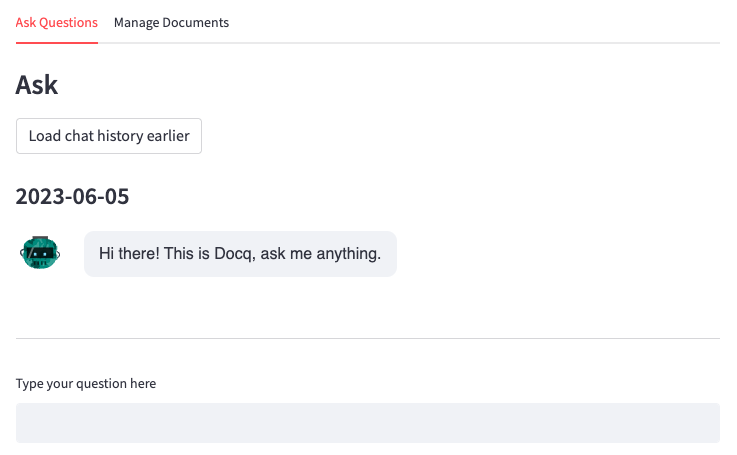 Ask Questions Manage Documents
Ask
Load chat history earlier
2023-06-05
Hi there! This is Docq, ask me anything.
Type your question here